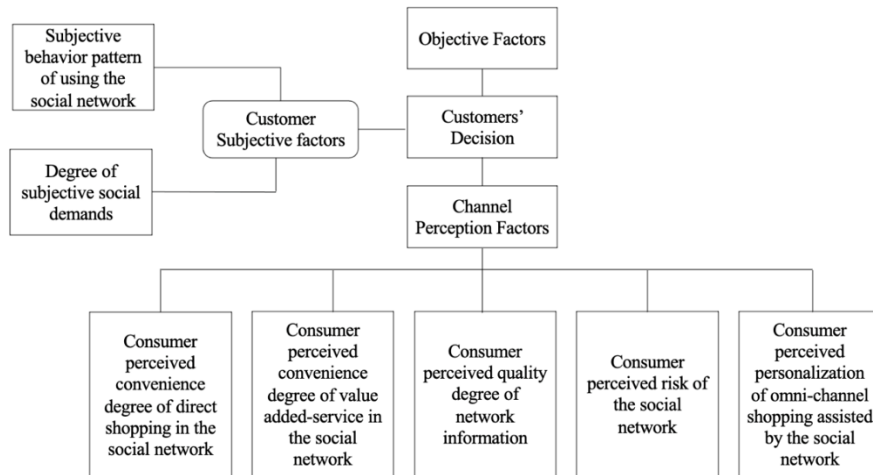 Subjective
behavior pattern
of using the
social network
Objective Factors
Customer
Subjective factors
Customers’
Decision
Degree of
subjective social
demands
Channel
Perception Factors
Consumer
perceived
convenience
degree of direct
shopping in the
social network
Consumer
perceived
convenience
degree of value
added-service in
the social
network
Consumer
perceived quality
degree of
network
information
Consumer
perceived risk of
the social
network
Consumer
perceived
personalization
of omni-channel
shopping assisted
by the social
network